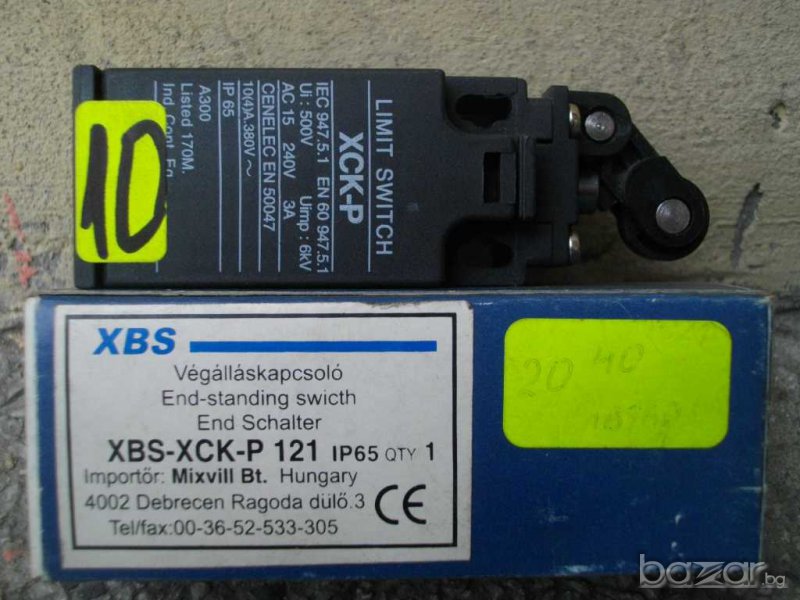 LIMIT SWITCH
XCK-P
IEC 947.5.1 EN 60 947.5.1
Ui : 500V Uimp : 6kV
AC 15 240V 3A
10(4)A.380V ~
CENELEC EN 50047
IP 65
A300
Listed 170M.
Ind. Cont. Eq
10
XBS
Végálláskapcsoló
End-standing swicth
End Schalter
XBS-XCK-P 121 IP65 QTY 1
Importőr: Mixvill Bt. Hungary
4002 Debrecen Ragoda dülő.3
Tel/fax:00-36-52-533-305
CE
20 40
bazar.bg